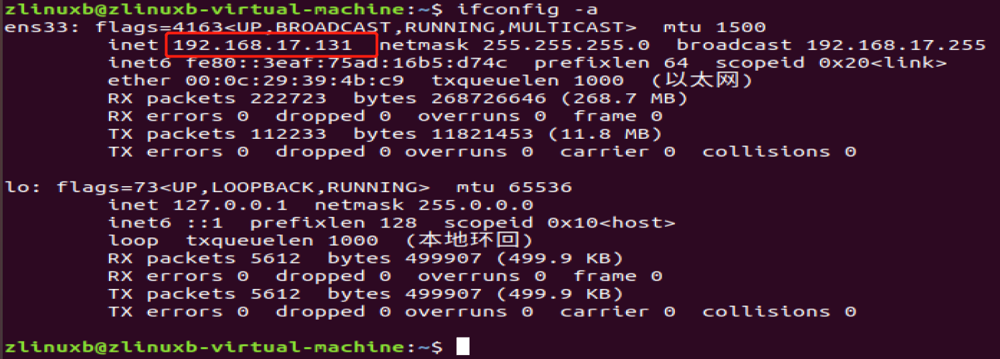 zlinuxb@zlinuxb-virtual-machine:~$ ifconfig -a
ens33: flags=4163<UP,BROADCAST,RUNNING,MULTICAST>  mtu 1500
        inet 192.168.17.131  netmask 255.255.255.0  broadcast 192.168.17.255
        inet6 fe80::3eaf:75ad:16b5:d74c  prefixlen 64  scopeid 0x20<link>
        ether 00:0c:29:39:4b:c9  txqueuelen 1000  (以太网)
        RX packets 222723  bytes 268726646 (268.7 MB)
        RX errors 0  dropped 0  overruns 0  frame 0
        TX packets 112233  bytes 11821453 (11.8 MB)
        TX errors 0  dropped 0 overruns 0  carrier 0  collisions 0
lo: flags=73<UP,LOOPBACK,RUNNING>  mtu 65536
        inet 127.0.0.1  netmask 255.0.0.0
        inet6 ::1  prefixlen 128  scopeid 0x10<host>
        loop  txqueuelen 1000  (本地环回)
        RX packets 5612  bytes 499907 (499.9 KB)
        RX errors 0  dropped 0  overruns 0  frame 0
        TX packets 5612  bytes 499907 (499.9 KB)
        TX errors 0  dropped 0 overruns 0  carrier 0  collisions 0
zlinuxb@zlinuxb-virtual-machine:~$